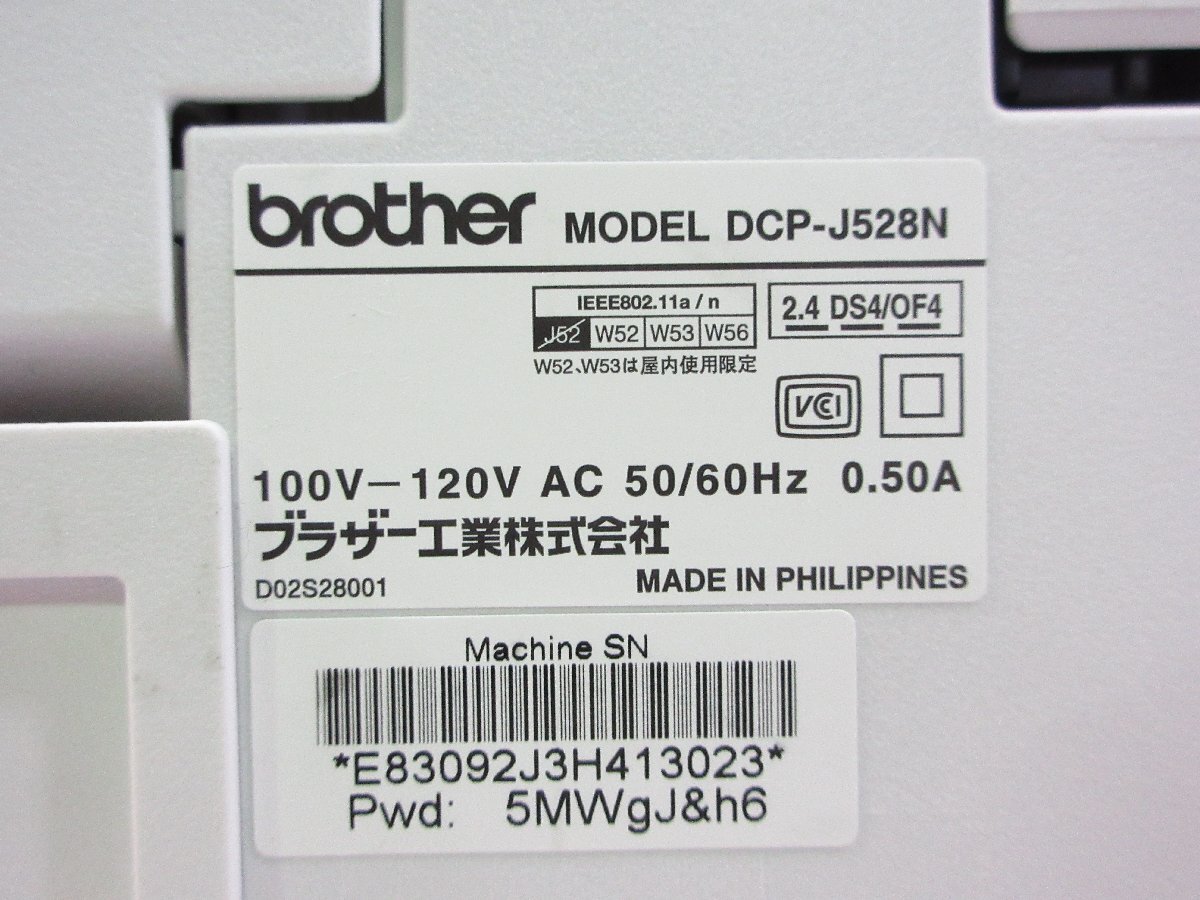 brother MODEL DCP-J528N
IEEE802.11a/n
J52 W52 W53 W56
2.4 DS4/OF4
W52、W53は屋内使用限定
VCCI
100V－120V AC 50/60Hz 0.50A
ブラザー工業株式会社
D02S28001 MADE IN PHILIPPINES
Machine SN
*E83092J3H413023*
Pwd: 5MWgJ&h6